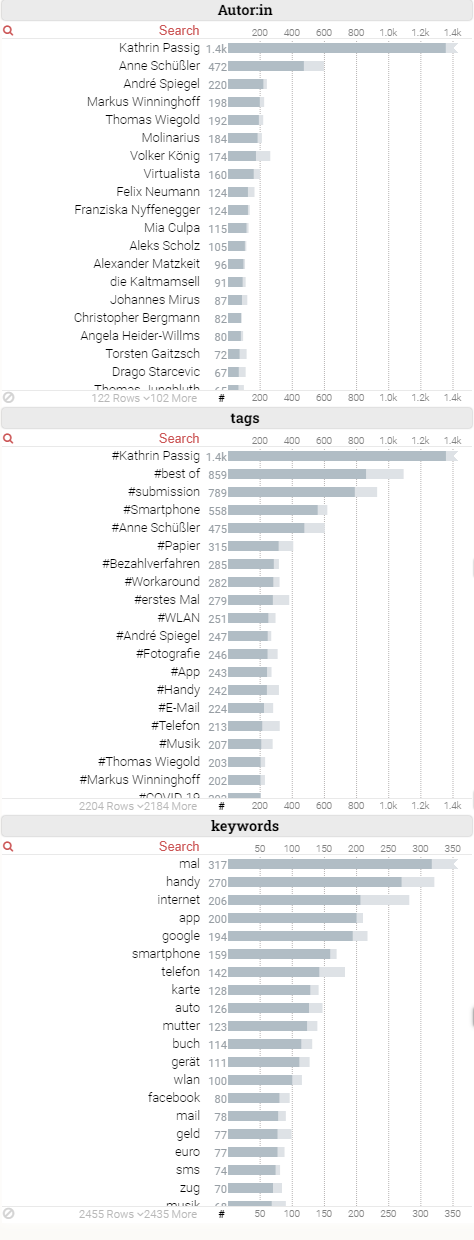 Autor:in
Search 200 400 600 800 1.0k 1.2k 1.4k
Kathrin Passig 1.4k
Anne Schüßler 472
André Spiegel 220
Markus Winninghoff 198
Thomas Wiegold 192
Molinarius 184
Volker König 174
Virtualista 160
Felix Neumann 124
Franziska Nyffenegger 124
Mia Culpa 115
Aleks Scholz 105
Alexander Matzkeit 96
die Kaltmamsell 91
Johannes Mirus 87
Christopher Bergmann 82
Angela Heider-Willms 80
Torsten Gaitzsch 72
Drago Starcevic 67
Thomas Jungbluth 65
122 Rows 102 More # 200 400 600 800 1.0k 1.2k 1.4k
tags
Search 200 400 600 800 1.0k 1.2k 1.4k
#Kathrin Passig 1.4k
#best of 859
#submission 789
#Smartphone 558
#Anne Schüßler 475
#Papier 315
#Bezahlverfahren 285
#Workaround 282
#erstes Mal 279
#WLAN 251
#André Spiegel 247
#Fotografie 246
#App 243
#Handy 242
#E-Mail 224
#Telefon 213
#Musik 207
#Thomas Wiegold 203
#Markus Winninghoff 202
#COVID-19 202
2204 Rows 2184 More # 200 400 600 800 1.0k 1.2k 1.4k
keywords
Search 50 100 150 200 250 300 350
mal 317
handy 270
internet 206
app 200
google 194
smartphone 159
telefon 142
karte 128
auto 126
mutter 123
buch 114
gerät 111
wlan 100
facebook 80
mail 78
geld 77
euro 77
sms 74
zug 70
musik 68
2455 Rows 2435 More # 50 100 150 200 250 300 350